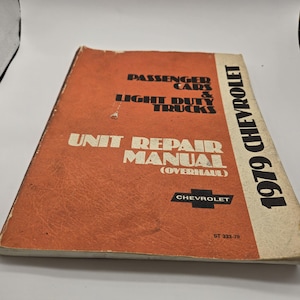 PASSENGER
CARS
&
LIGHT DUTY
TRUCKS
UNIT REPAIR
MANUAL
(OVERHAUL)
CHEVROLET
1979 CHEVROLET